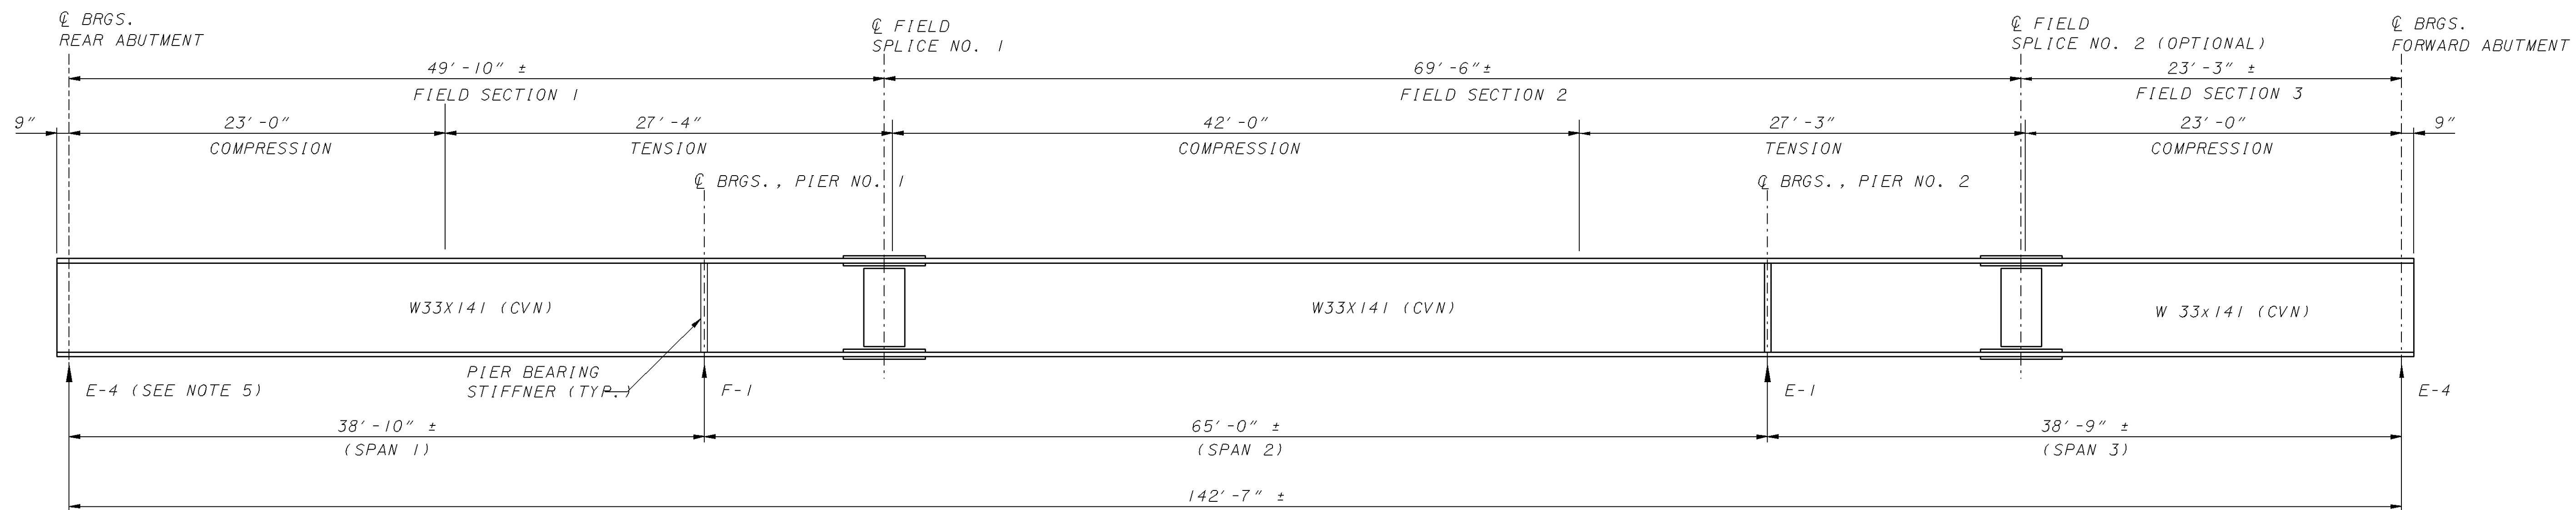 ℄ BRGS.
REAR ABUTMENT
℄ FIELD
SPLICE NO. 1
℄ FIELD
SPLICE NO. 2 (OPTIONAL)
℄ BRGS.
FORWARD ABUTMENT
49'-10" ±
69'-6"±
23'-3" ±
FIELD SECTION 1
FIELD SECTION 2
FIELD SECTION 3
9"
23'-0"
27'-4"
42'-0"
27'-3"
23'-0"
9"
COMPRESSION
TENSION
COMPRESSION
TENSION
COMPRESSION
℄ BRGS., PIER NO. 1
℄ BRGS., PIER NO. 2
W33X141 (CVN)
W33X141 (CVN)
W 33x141 (CVN)
PIER BEARING
STIFFNER (TYP.)
E-4 (SEE NOTE 5)
F-1
E-1
E-4
38'-10" ±
(SPAN 1)
65'-0" ±
(SPAN 2)
38'-9" ±
(SPAN 3)
142'-7" ±